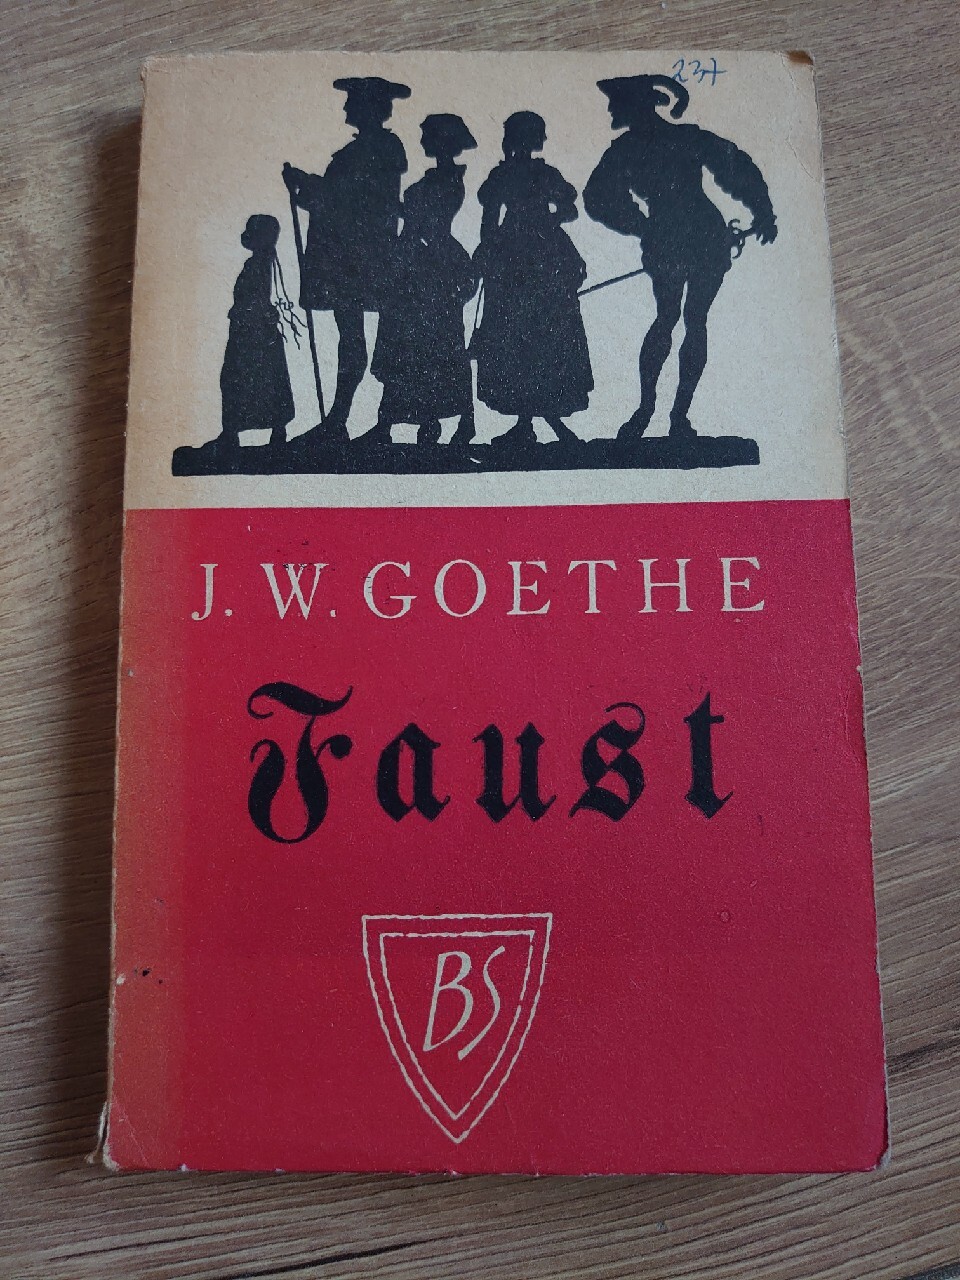 237
J. W. GOETHE
Faust
BS